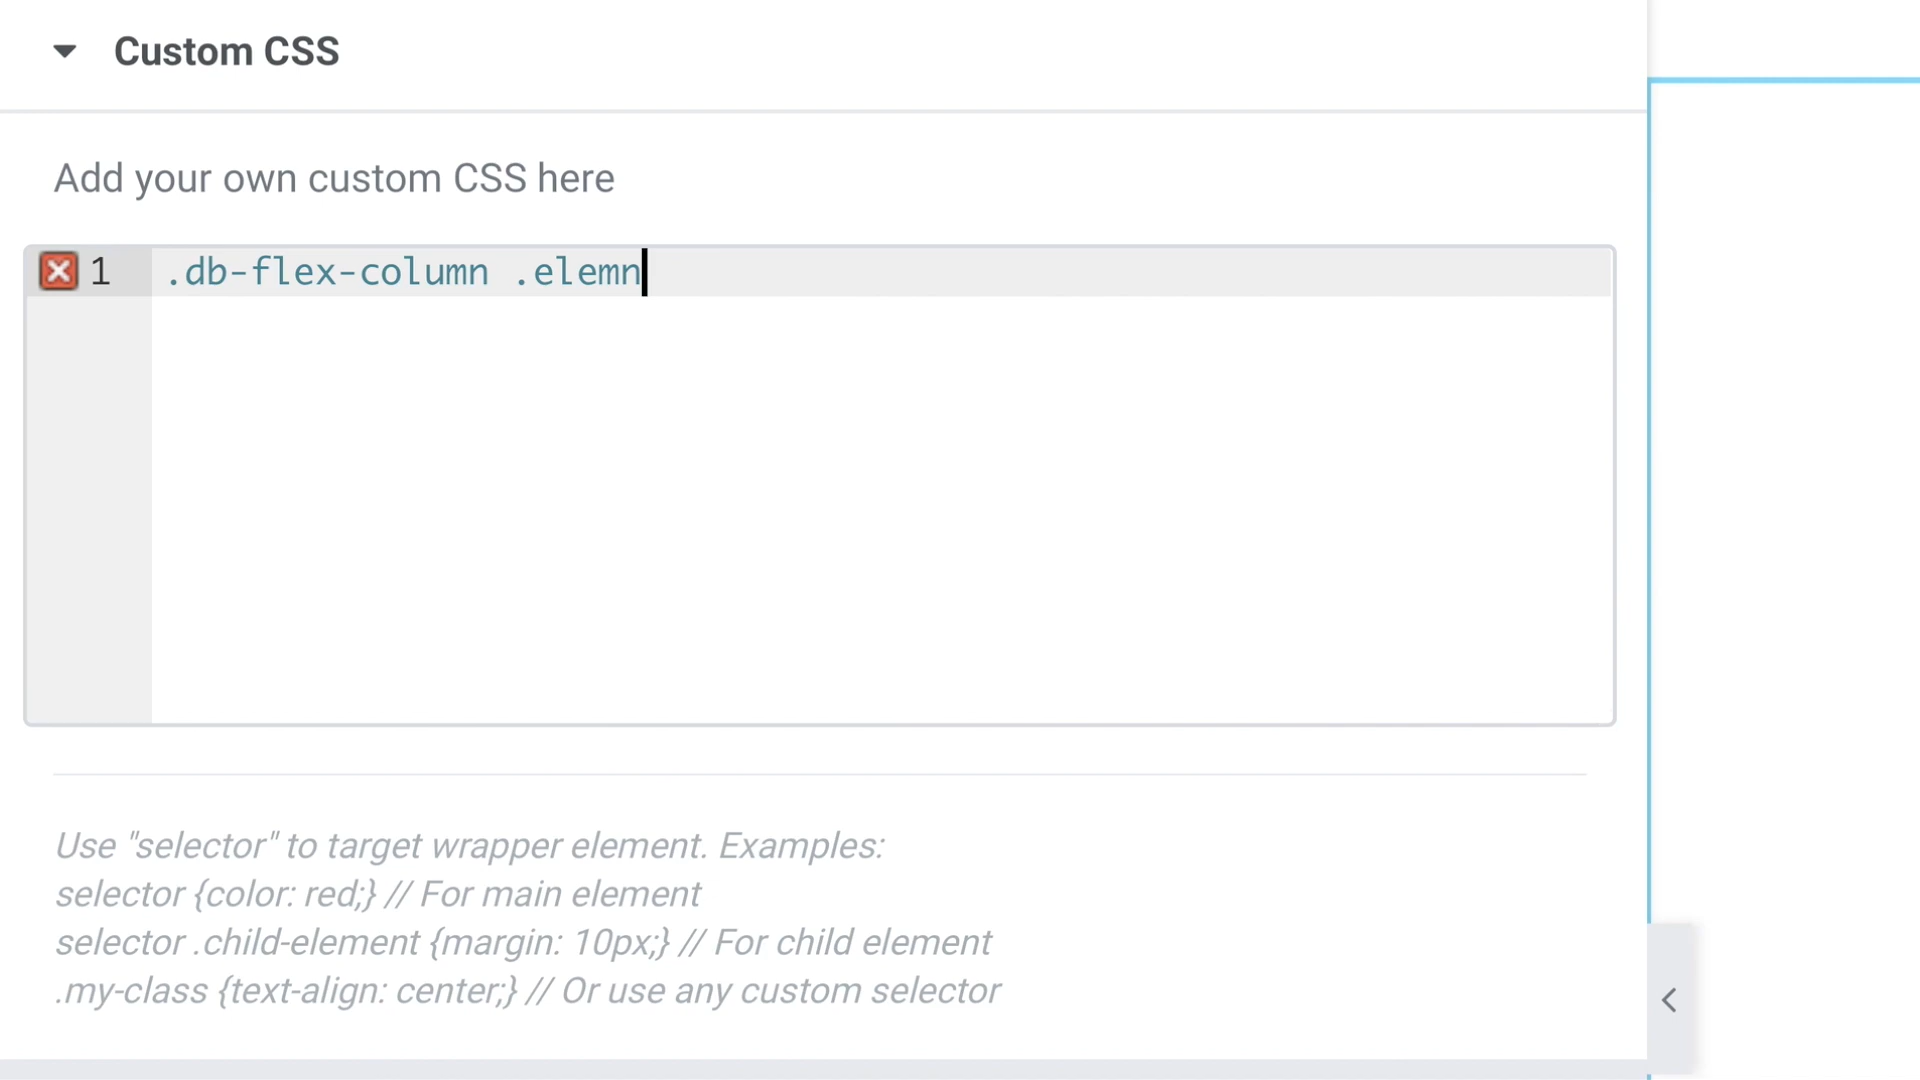 Custom CSS
Add your own custom CSS here
1 .db-flex-column .elemn
Use "selector" to target wrapper element. Examples:
selector {color: red;} // For main element
selector .child-element {margin: 10px;} // For child element
.my-class {text-align: center;} // Or use any custom selector